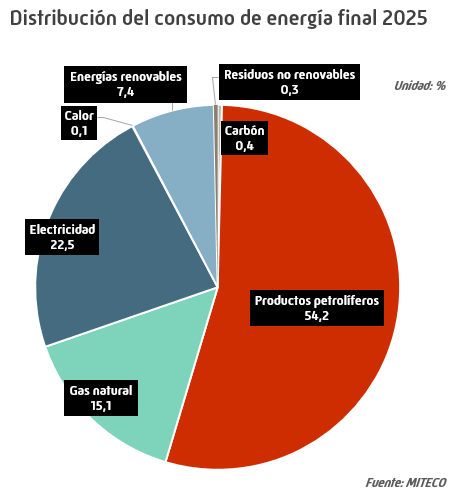 Distribución del consumo de energía final 2025
Residuos no renovables
0,3
Energías renovables
7,4
Unidad: %
Calor
0,1
Carbón
0,4
Electricidad
22,5
Productos petrolíferos
54,2
Gas natural
15,1
Fuente: MITECO